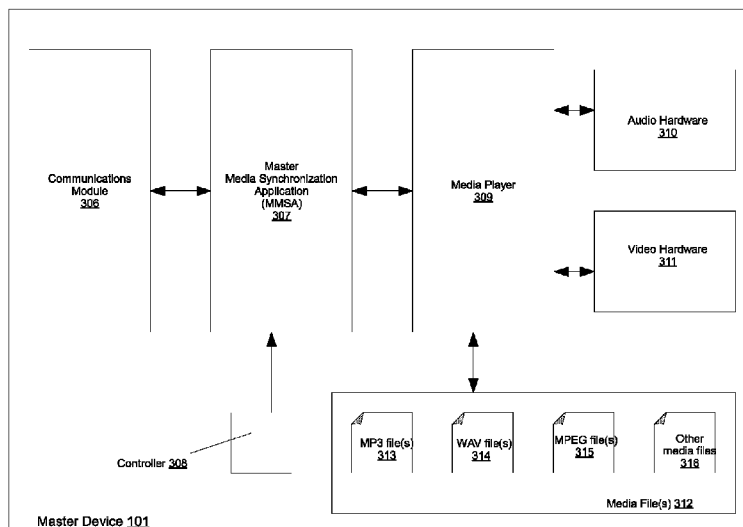 Communications
Module
306
Master
Media Synchronization
Application
(MMSA)
307
Media Player
309
Audio Hardware
310
Video Hardware
311
Controller 308
MP3 file(s)
313
WAV file(s)
314
MPEG file(s)
315
Other
media files
316
Media File(s) 312
Master Device 101